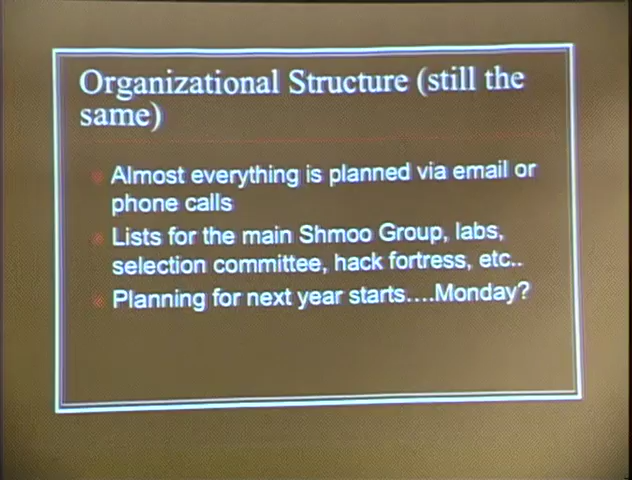 Organizational Structure (still the
same)
Almost everything is planned via email or
phone calls
Lists for the main Shmoo Group, labs,
selection committee, hack fortress, etc..
Planning for next year starts....Monday?